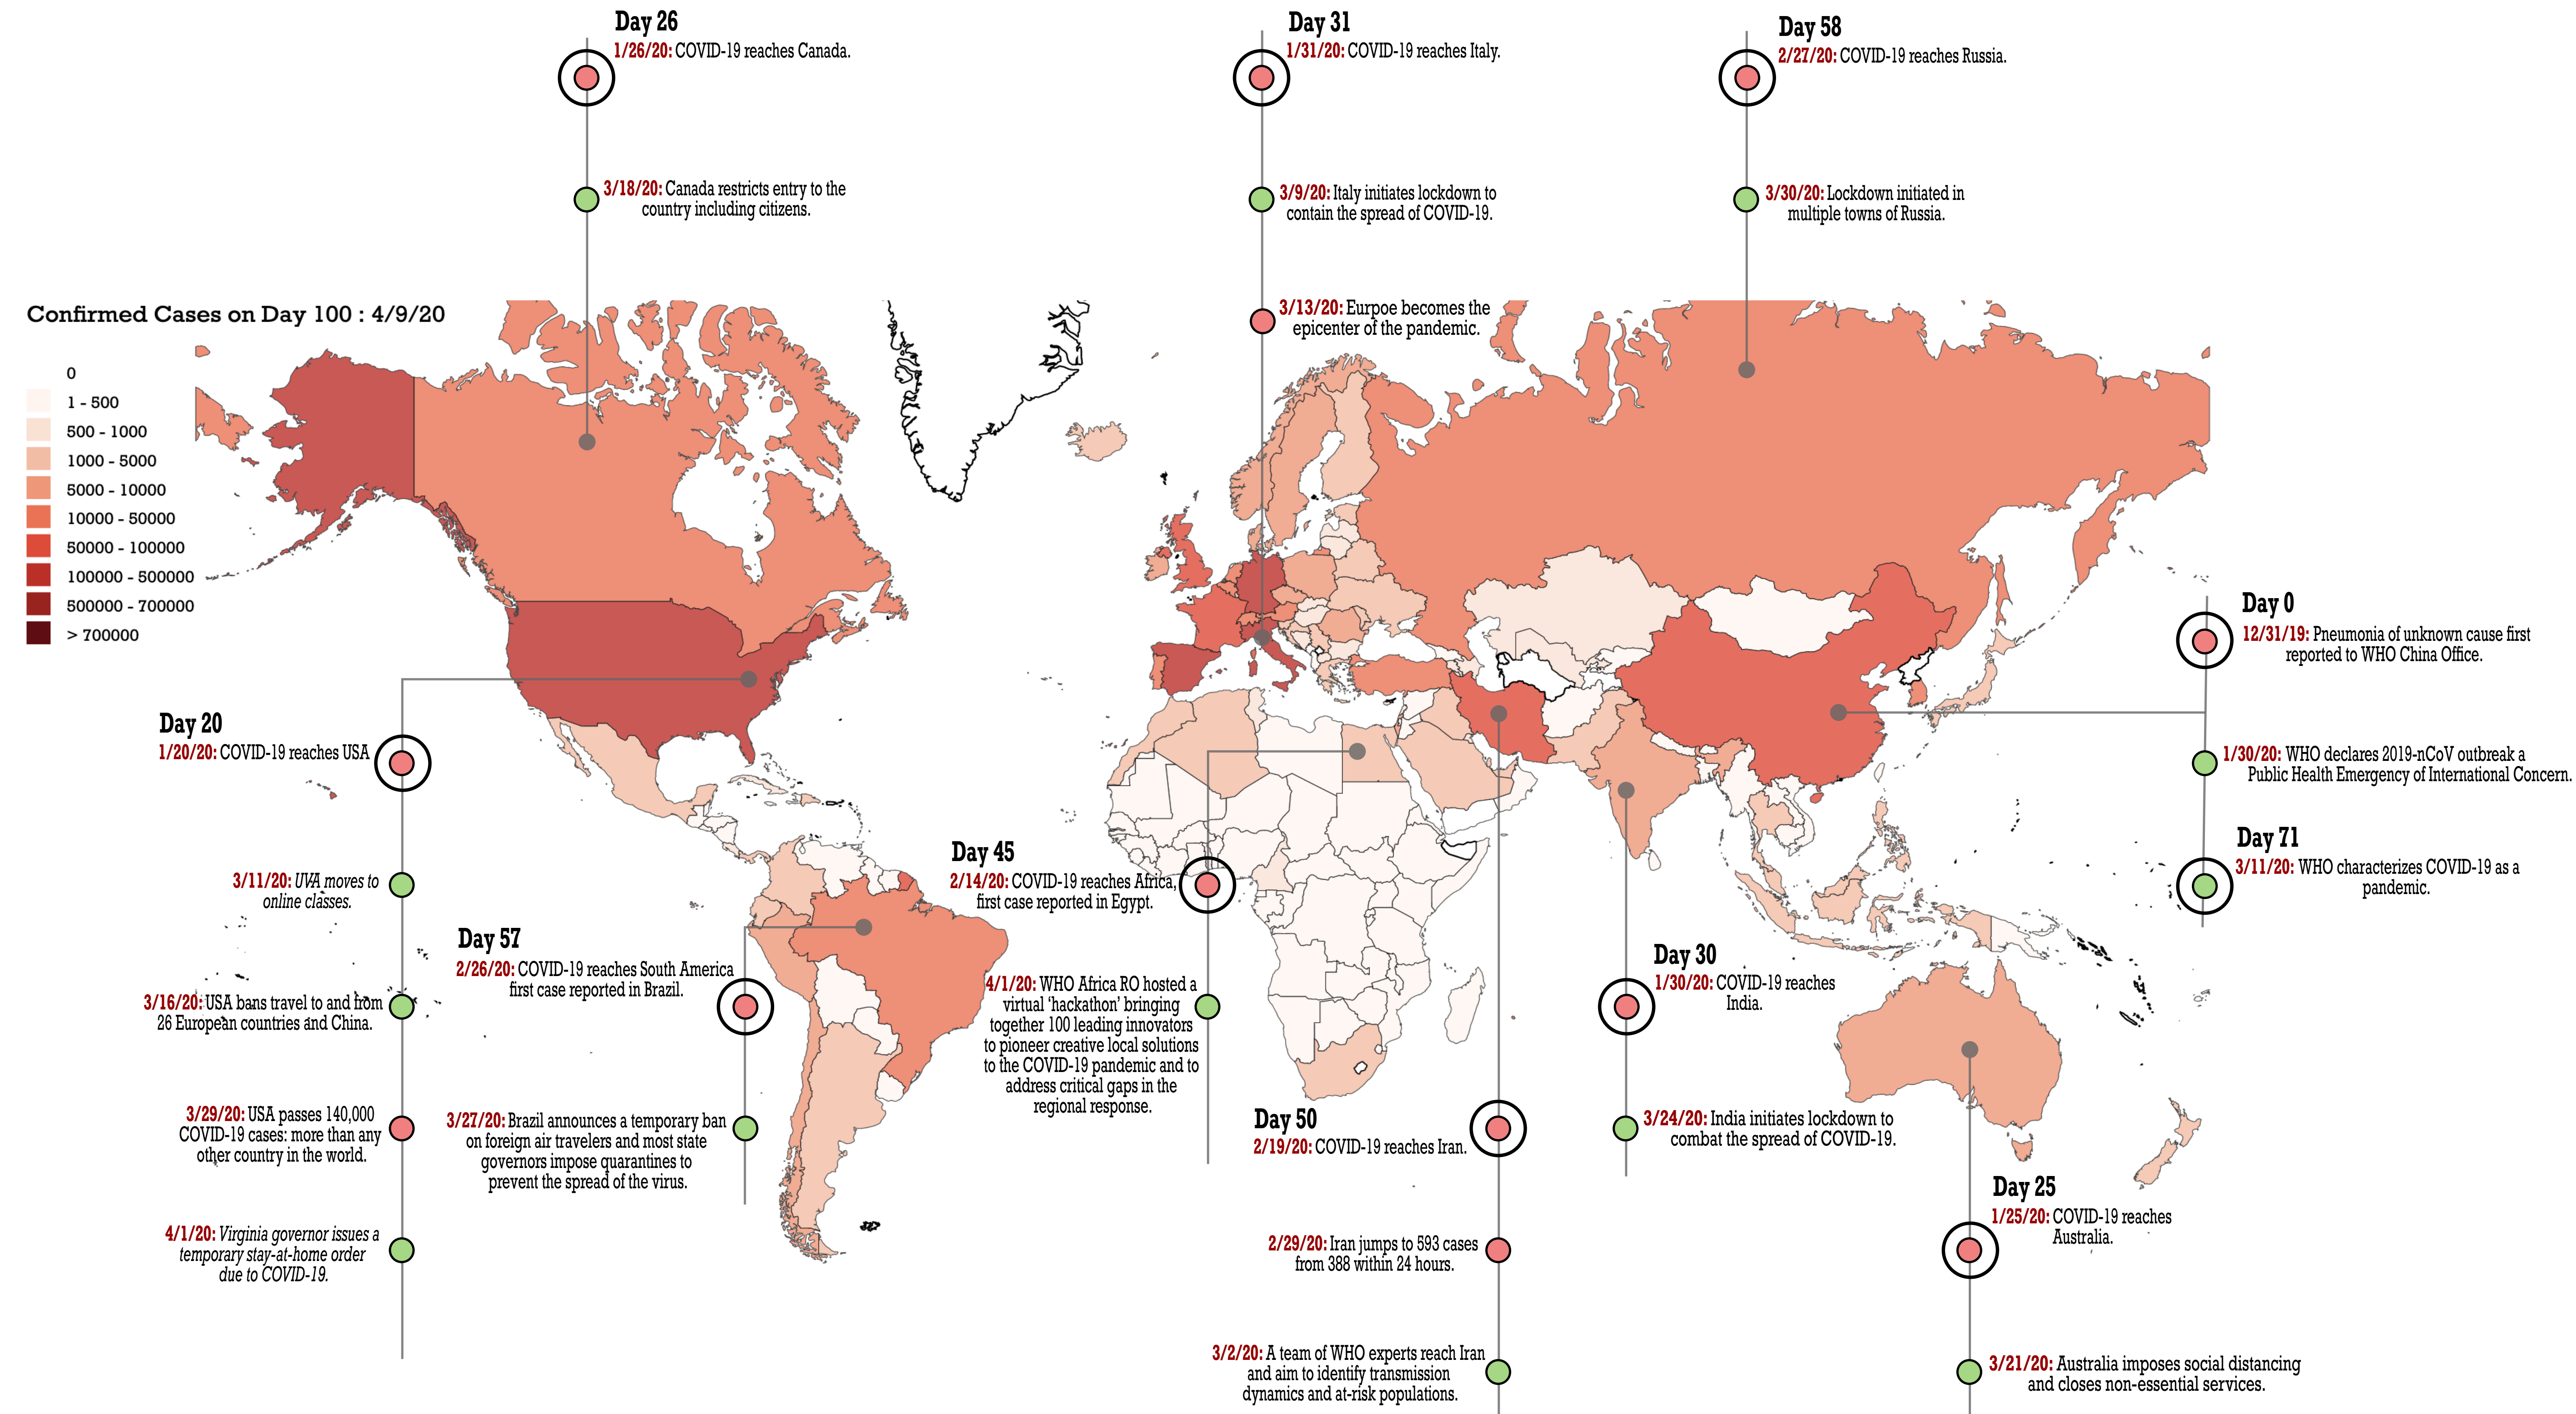 Day 26
1/26/20: COVID-19 reaches Canada.
3/18/20: Canada restricts entry to the
country including citizens.
Day 31
1/31/20: COVID-19 reaches Italy.
3/9/20: Italy initiates lockdown to
contain the spread of COVID-19.
3/13/20: Eurpoe becomes the
epicenter of the pandemic.
Day 58
2/27/20: COVID-19 reaches Russia.
3/30/20: Lockdown initiated in
multiple towns of Russia.
Confirmed Cases on Day 100 : 4/9/20
0
1 - 500
500 - 1000
1000 - 5000
5000 - 10000
10000 - 50000
50000 - 100000
100000 - 500000
500000 - 700000
> 700000
Day 0
12/31/19: Pneumonia of unknown cause first
reported to WHO China Office.
1/30/20: WHO declares 2019-nCoV outbreak a
Public Health Emergency of International Concern.
Day 71
3/11/20: WHO characterizes COVID-19 as a
pandemic.
Day 20
1/20/20: COVID-19 reaches USA
3/11/20: UVA moves to
online classes.
3/16/20: USA bans travel to and from
26 European countries and China.
3/29/20: USA passes 140,000
COVID-19 cases: more than any
other country in the world.
4/1/20: Virginia governor issues a
temporary stay-at-home order
due to COVID-19.
Day 57
2/26/20: COVID-19 reaches South America
first case reported in Brazil.
3/27/20: Brazil announces a temporary ban
on foreign air travelers and most state
governors impose quarantines to
prevent the spread of the virus.
Day 45
2/14/20: COVID-19 reaches Africa,
first case reported in Egypt.
4/1/20: WHO Africa RO hosted a
virtual ‘hackathon’ bringing
together 100 leading innovators
to pioneer creative local solutions
to the COVID-19 pandemic and to
address critical gaps in the
regional response.
Day 50
2/19/20: COVID-19 reaches Iran.
2/29/20: Iran jumps to 593 cases
from 388 within 24 hours.
3/2/20: A team of WHO experts reach Iran
and aim to identify transmission
dynamics and at-risk populations.
Day 30
1/30/20: COVID-19 reaches
India.
3/24/20: India initiates lockdown to
combat the spread of COVID-19.
Day 25
1/25/20: COVID-19 reaches
Australia.
3/21/20: Australia imposes social distancing
and closes non-essential services.